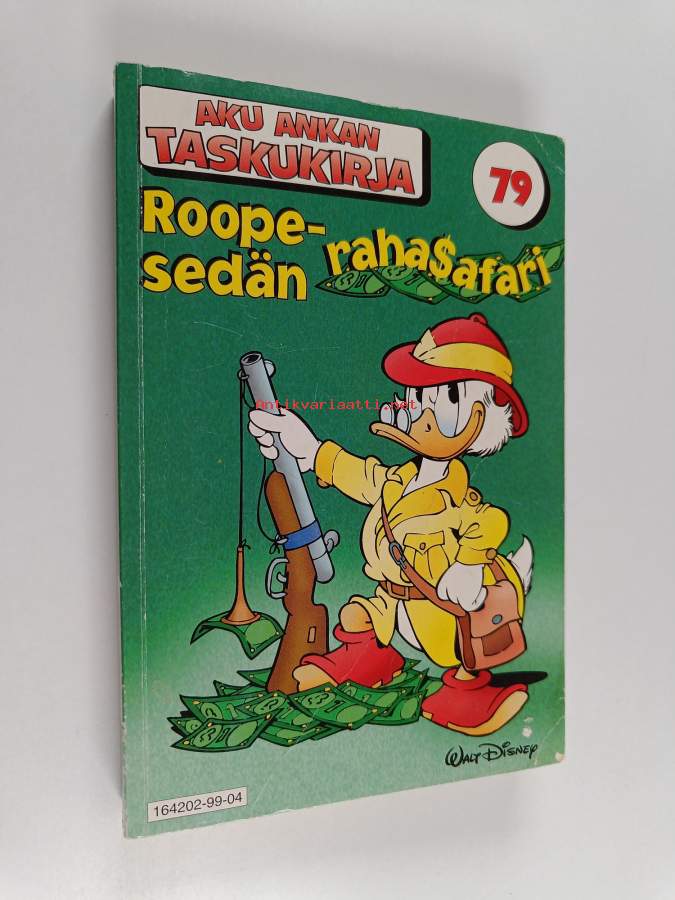 AKU ANKAN
TASKUKIRJA
79
Roope-
sedän
raha$afari
Antikvariaatti.net
WALT DISNEY
164202-99-04